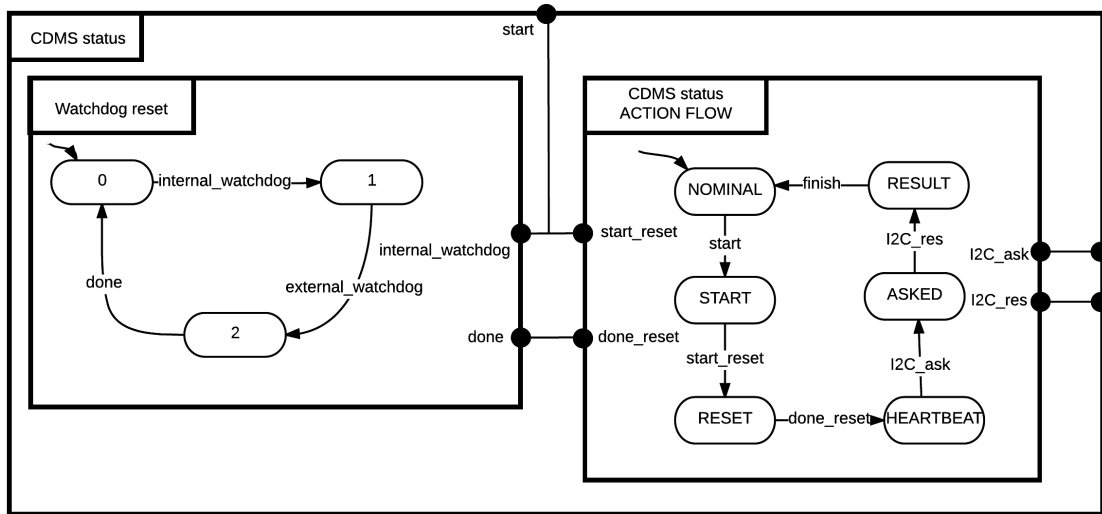 start
CDMS status
Watchdog reset
0
internal_watchdog
1
external_watchdog
2
done
internal_watchdog
done
CDMS status
ACTION FLOW
start_reset
done_reset
NOMINAL
start
START
start_reset
RESET
done_reset
HEARTBEAT
I2C_ask
ASKED
I2C_res
RESULT
finish
I2C_ask
I2C_res